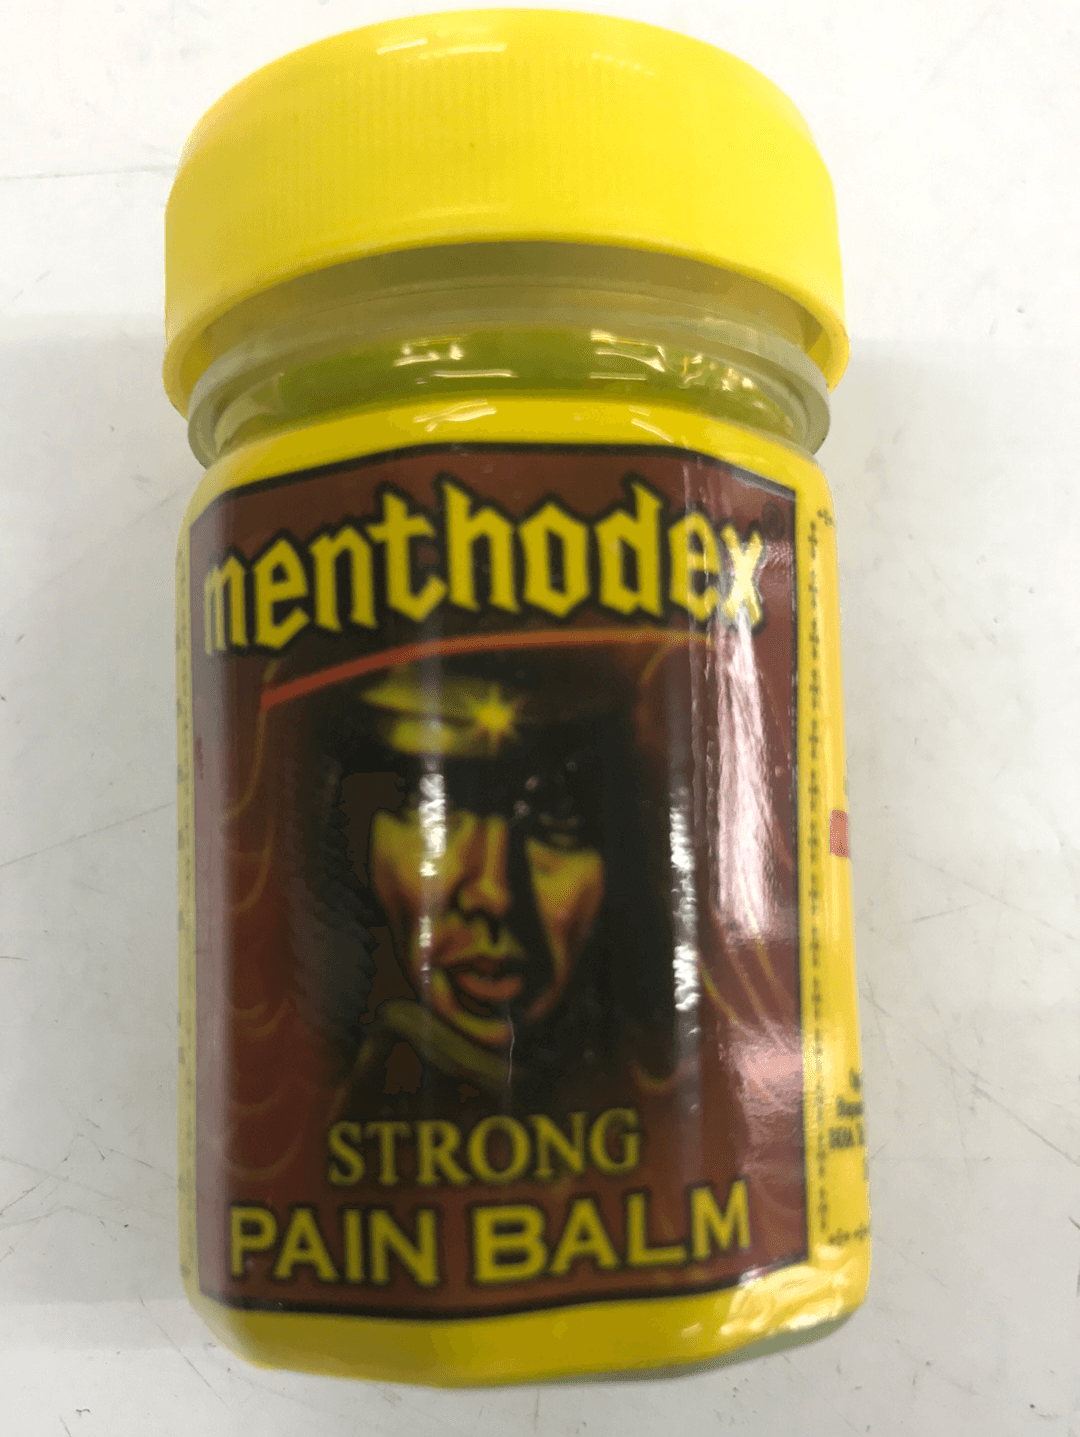 menthodex®
STRONG
PAIN BALM